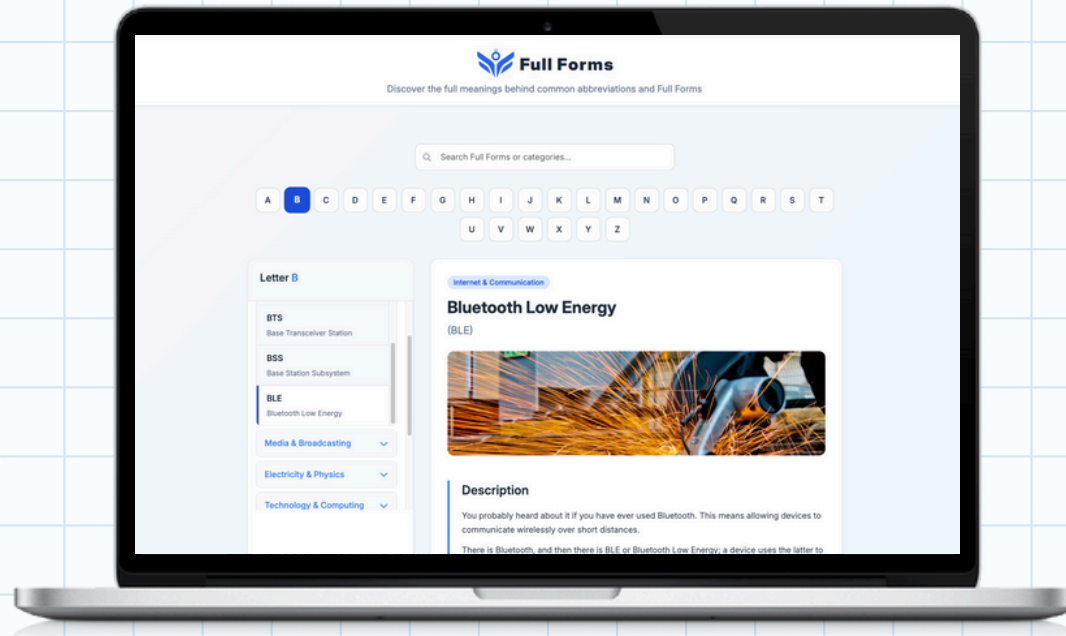 Full Forms
Discover the full meanings behind common abbreviations and Full Forms
Search Full Forms or categories...
A B C D E F G H I J K L M N O P Q R S T
U V W X Y Z
Letter B
BTS
Base Transceiver Station
BSS
Base Station Subsystem
BLE
Bluetooth Low Energy
Media & Broadcasting
Electricity & Physics
Technology & Computing
Internet & Communication
Bluetooth Low Energy
(BLE)
Description
You probably heard about it if you have ever used Bluetooth. This means allowing devices to
communicate wirelessly over short distances.
There is Bluetooth, and then there is BLE or Bluetooth Low Energy; a device uses the latter to